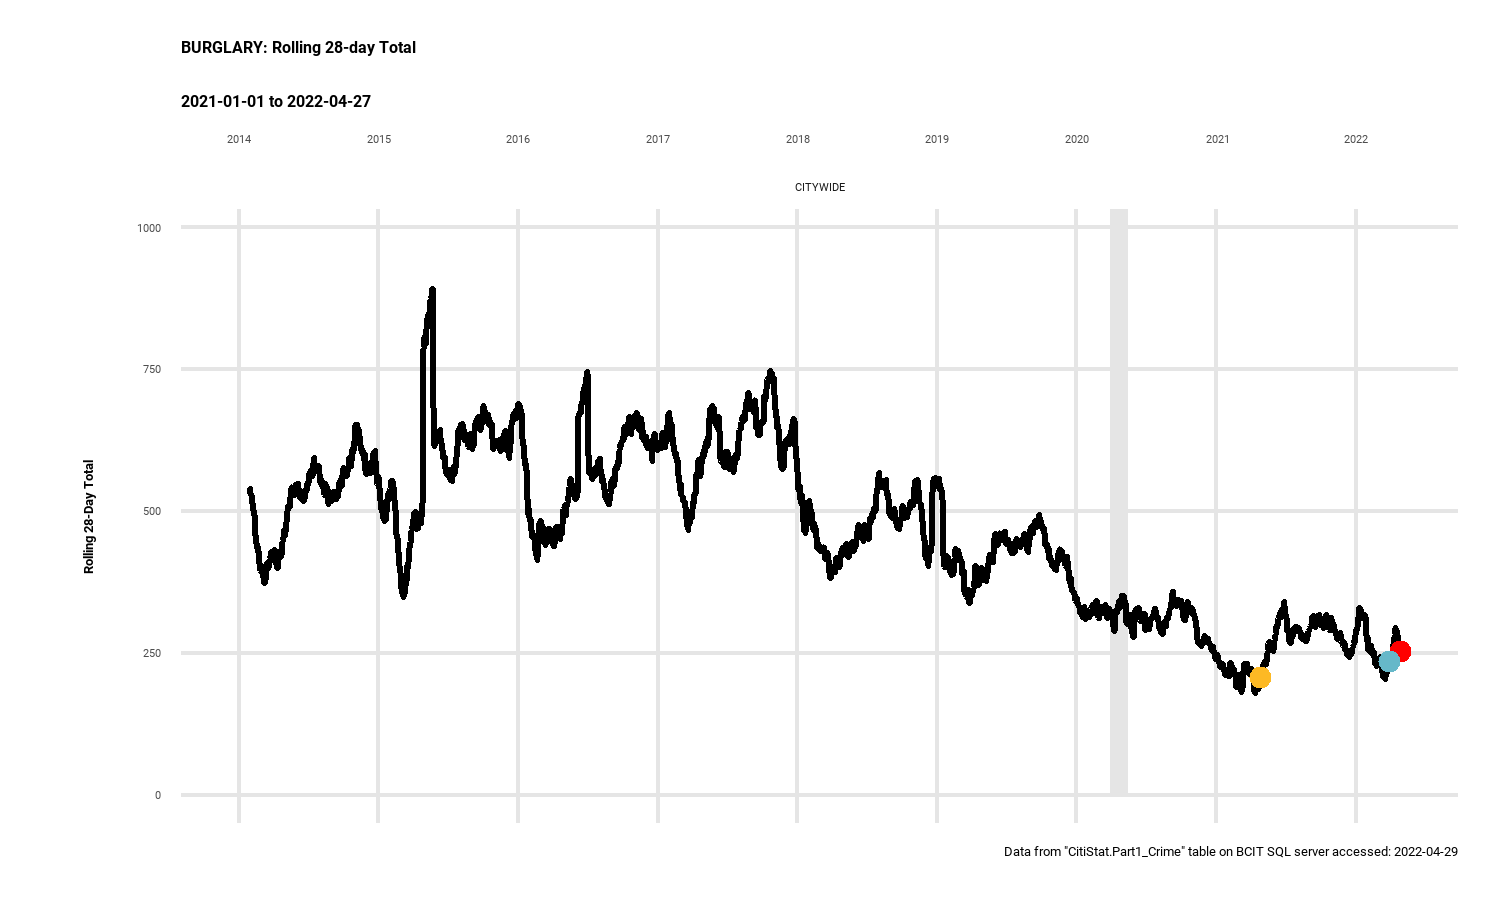 BURGLARY: Rolling 28-day Total
2021-01-01 to 2022-04-27
2014 2015 2016 2017 2018 2019 2020 2021 2022
CITYWIDE
1000
750
500
250
0
Rolling 28-Day Total
Data from "CitiStat.Part1_Crime" table on BCIT SQL server accessed: 2022-04-29